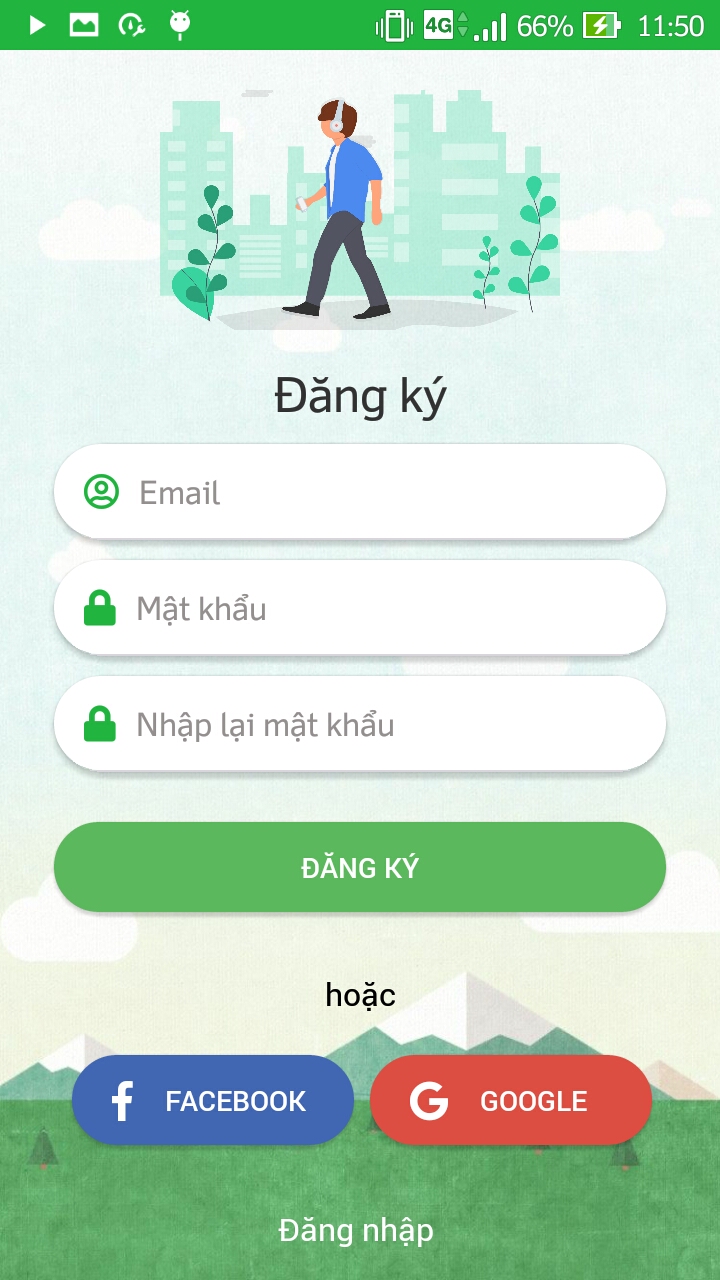 4G 66% 11:50
Đăng ký
Email
Mật khẩu
Nhập lại mật khẩu
ĐĂNG KÝ
hoặc
FACEBOOK GOOGLE
Đăng nhập